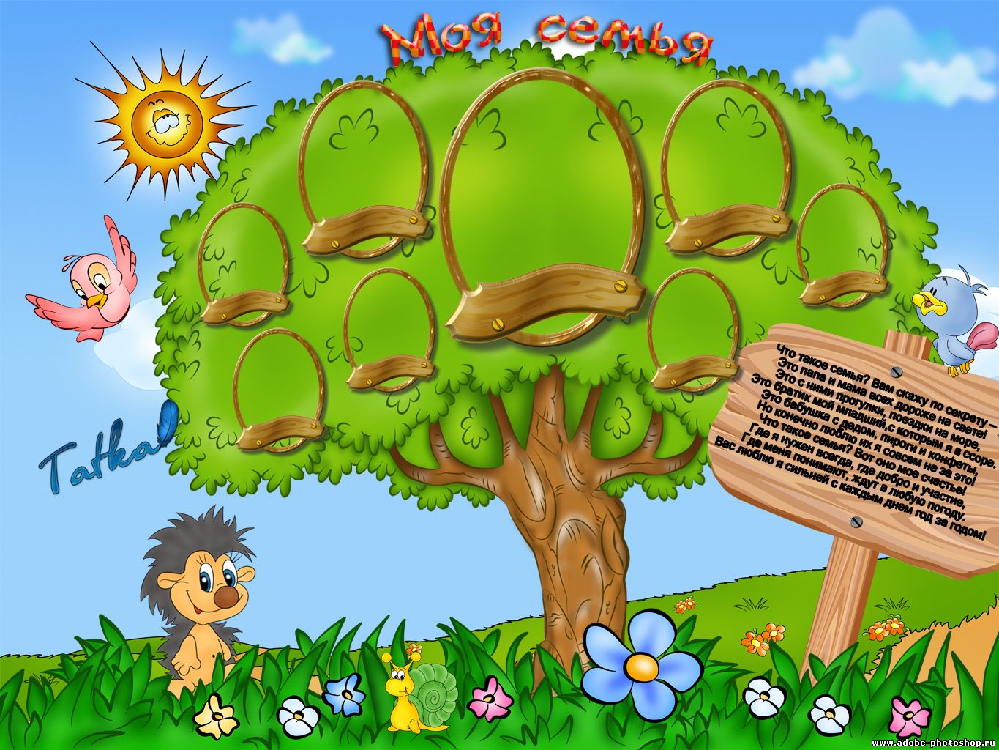 Моя семья
Что такое семья? Вам скажу по секрету –
Это папа и мама всех дороже на свете!
Это с ними прогулки, поездки на море,
Это братик мой младший,с которым я в ссоре.
Это бабушка с дедом, пироги и конфеты,
Но конечно люблю их я совсам не за это!
Что такое семья? Вот оно мое счастье!
Где я нужен всегда, где добро и участие,
Где меня понимают, ждут в любую погоду.
Вас люблю я сильней с каждым днем год за годом!
Tatka
www.adobe-photoshop.ru